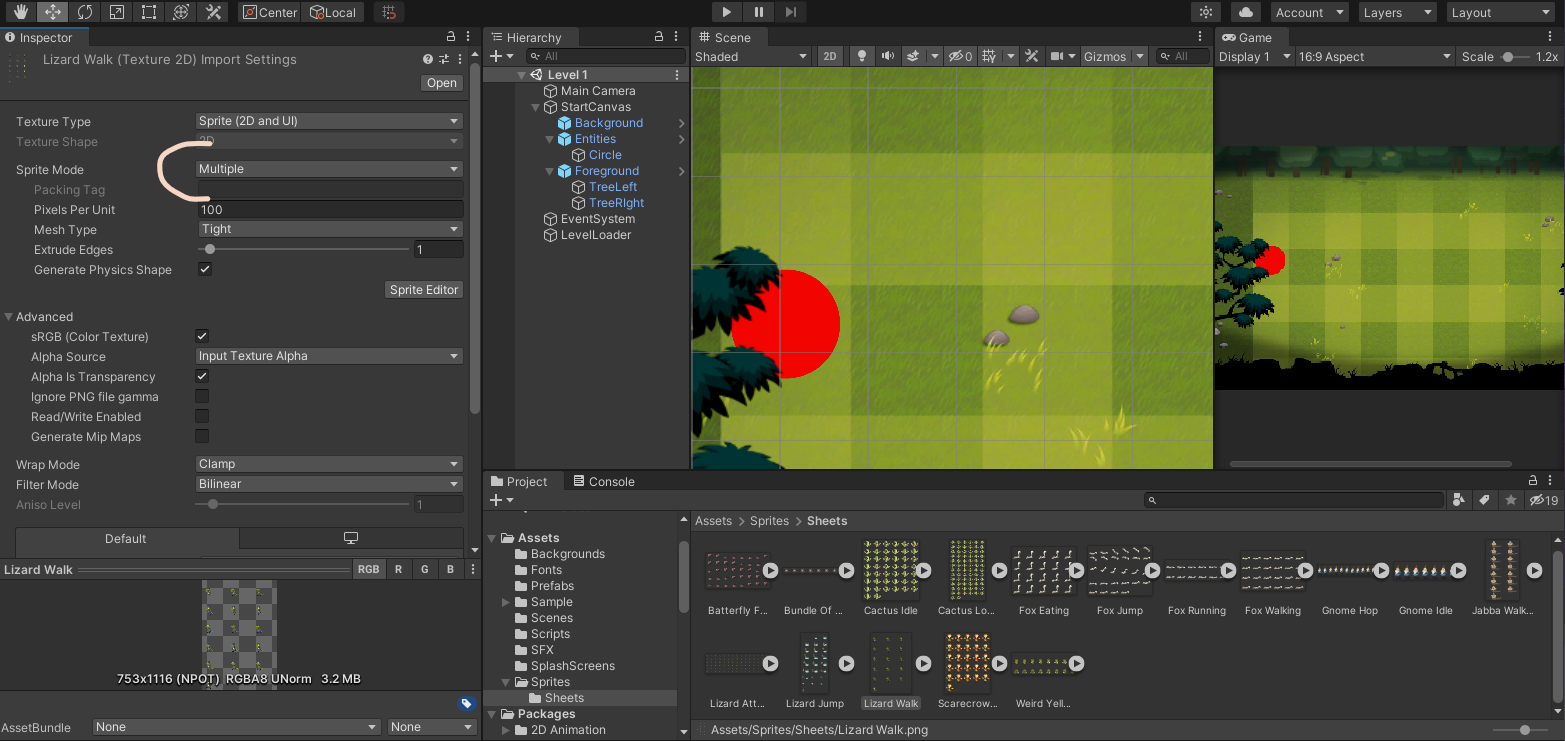 Center Local Account Layers Layout
Inspector
Lizard Walk (Texture 2D) Import Settings
Open
Texture Type Sprite (2D and UI)
Texture Shape 2D
Sprite Mode Multiple
Packing Tag
Pixels Per Unit 100
Mesh Type Tight
Extrude Edges 1
Generate Physics Shape
Sprite Editor
Advanced
sRGB (Color Texture)
Alpha Source Input Texture Alpha
Alpha Is Transparency
Ignore PNG file gamma
Read/Write Enabled
Generate Mip Maps
Wrap Mode Clamp
Filter Mode Bilinear
Aniso Level 1
Default
Lizard Walk RGB R G B
753x1116 (NPOT) RGBA8 UNorm 3.2 MB
AssetBundle None None
Hierarchy
All
Level 1
Main Camera
StartCanvas
Background
Entities
Circle
Foreground
TreeLeft
TreeRIght
EventSystem
LevelLoader
Scene
Shaded 2D 0 Gizmos All
Game
Display 1 16:9 Aspect Scale 1.2x
Project Console
19
Assets
Backgrounds
Fonts
Prefabs
Sample
Scenes
Scripts
SFX
SplashScreens
Sprites
Sheets
Packages
2D Animation
Assets > Sprites > Sheets
Batterfly F... Bundle Of ... Cactus Idle Cactus Lo... Fox Eating Fox Jump Fox Running Fox Walking Gnome Hop Gnome Idle Jabba Walk...
Lizard Att... Lizard Jump Lizard Walk Scarecrow... Weird Yell...
Assets/Sprites/Sheets/Lizard Walk.png